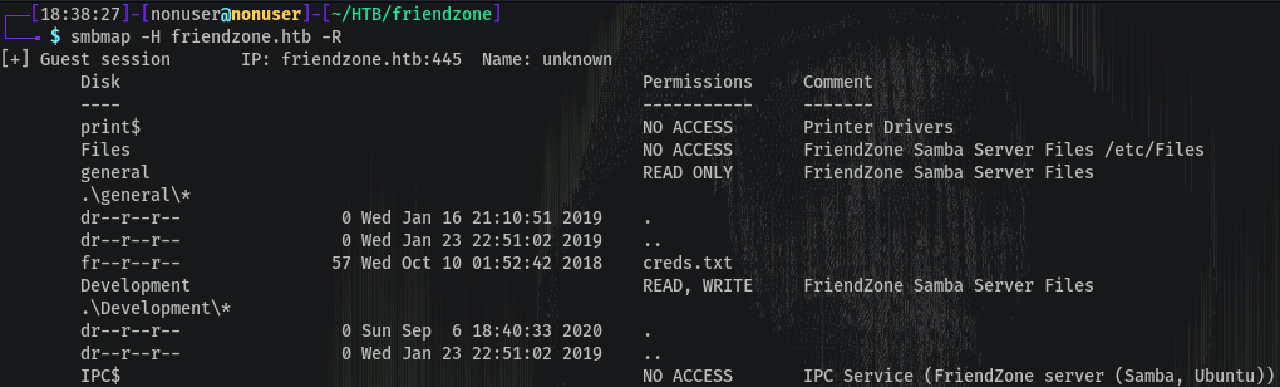 [18:38:27]-[nonuser@nonuser]-[~/HTB/friendzone]
$ smbmap -H friendzone.htb -R
[+] Guest session IP: friendzone.htb:445 Name: unknown
Disk Permissions Comment
---- ----------- -------
print$ NO ACCESS Printer Drivers
Files NO ACCESS FriendZone Samba Server Files /etc/Files
general READ ONLY FriendZone Samba Server Files
.\general\*
dr--r--r-- 0 Wed Jan 16 21:10:51 2019 .
dr--r--r-- 0 Wed Jan 23 22:51:02 2019 ..
fr--r--r-- 57 Wed Oct 10 01:52:42 2018 creds.txt
Development READ, WRITE FriendZone Samba Server Files
.\Development\*
dr--r--r-- 0 Sun Sep 6 18:40:33 2020 .
dr--r--r-- 0 Wed Jan 23 22:51:02 2019 ..
IPC$ NO ACCESS IPC Service (FriendZone server (Samba, Ubuntu))